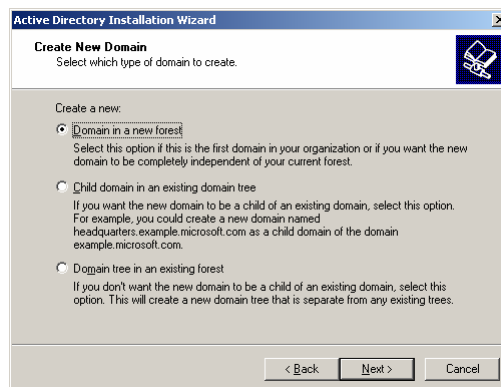 Active Directory Installation Wizard
Create New Domain
Select which type of domain to create.
Create a new:
Domain in a new forest
Select this option if this is the first domain in your organization or if you want the new
domain to be completely independent of your current forest.
Child domain in an existing domain tree
If you want the new domain to be a child of an existing domain, select this option.
For example, you could create a new domain named
headquarters.example.microsoft.com as a child domain of the domain
example.microsoft.com.
Domain tree in an existing forest
If you don't want the new domain to be a child of an existing domain, select this
option. This will create a new domain tree that is separate from any existing trees.
< Back
Next >
Cancel